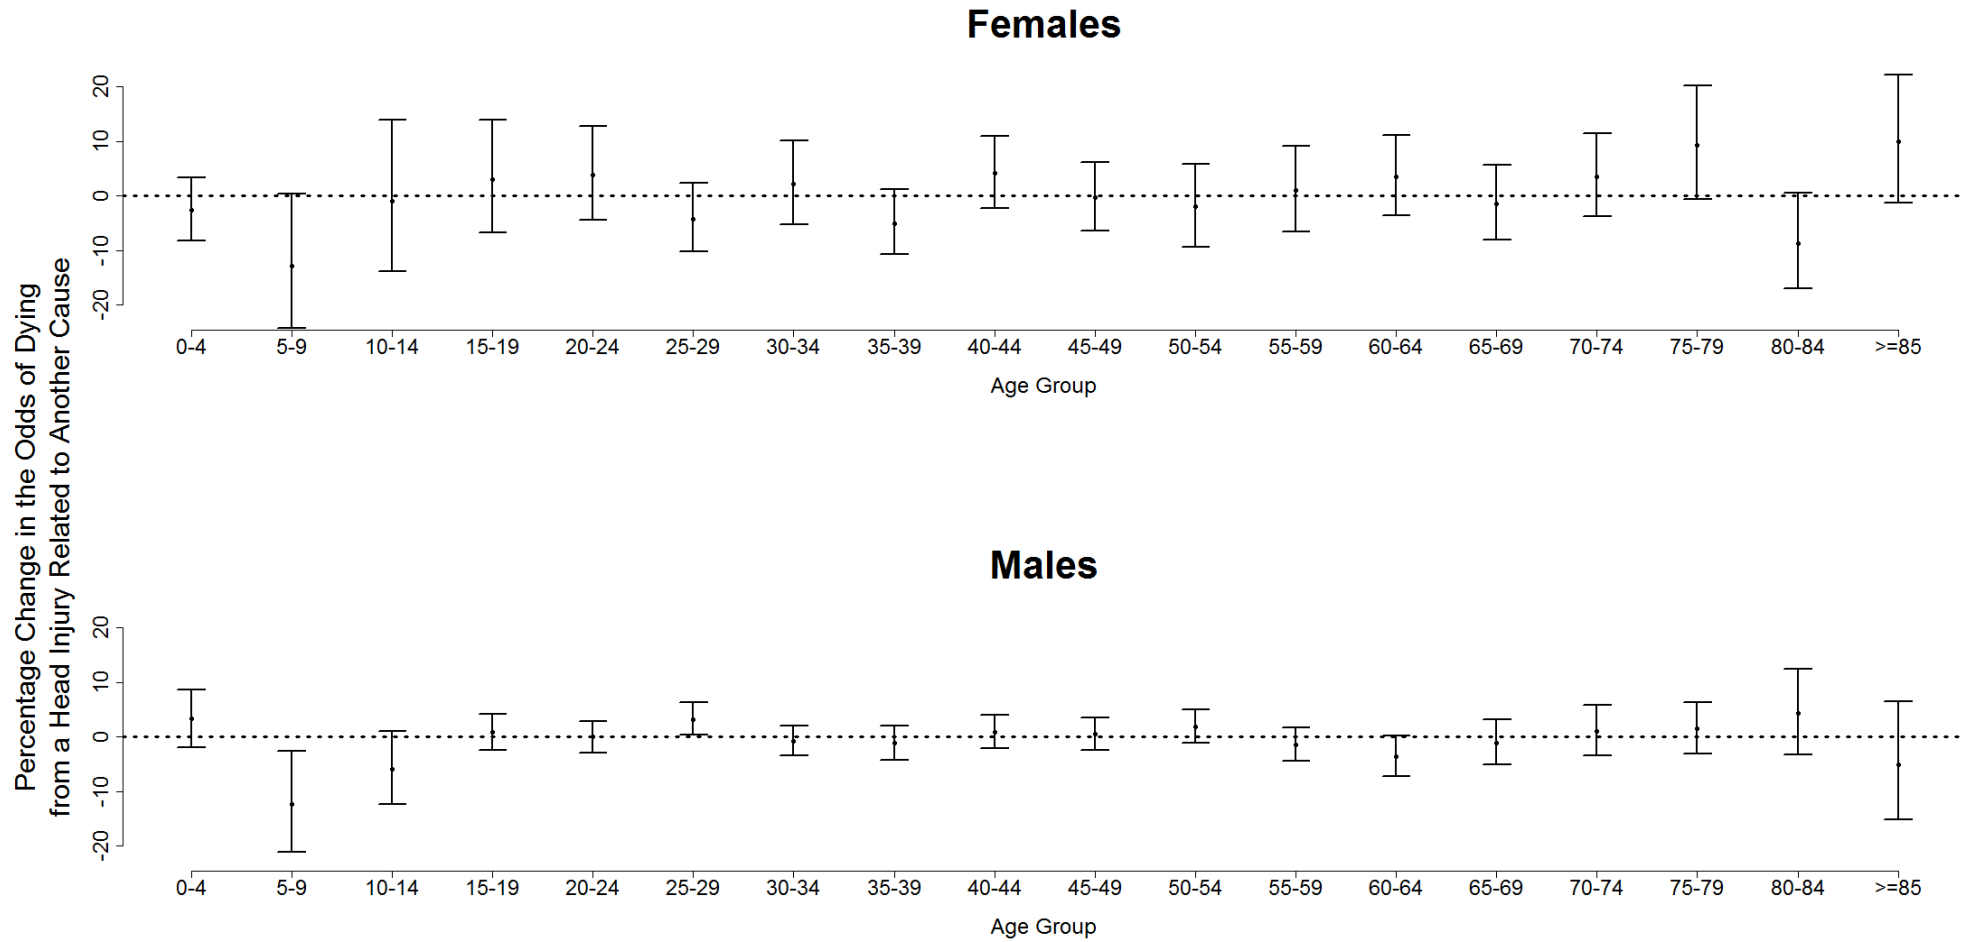 Females
20
10
0
-10
-20
0-4 5-9 10-14 15-19 20-24 25-29 30-34 35-39 40-44 45-49 50-54 55-59 60-64 65-69 70-74 75-79 80-84 >=85
Age Group
Percentage Change in the Odds of Dying
from a Head Injury Related to Another Cause
Males
20
10
0
-10
-20
0-4 5-9 10-14 15-19 20-24 25-29 30-34 35-39 40-44 45-49 50-54 55-59 60-64 65-69 70-74 75-79 80-84 >=85
Age Group